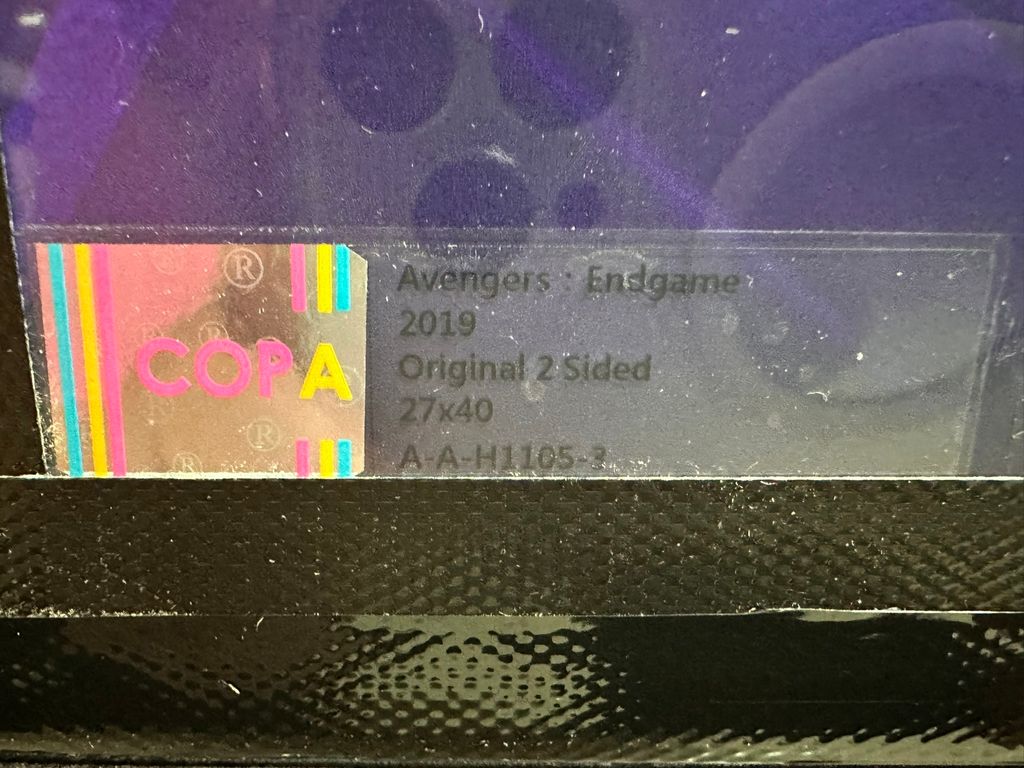 COPA
Avengers : Endgame
2019
Original 2 Sided
27x40
A-A-H1105-3